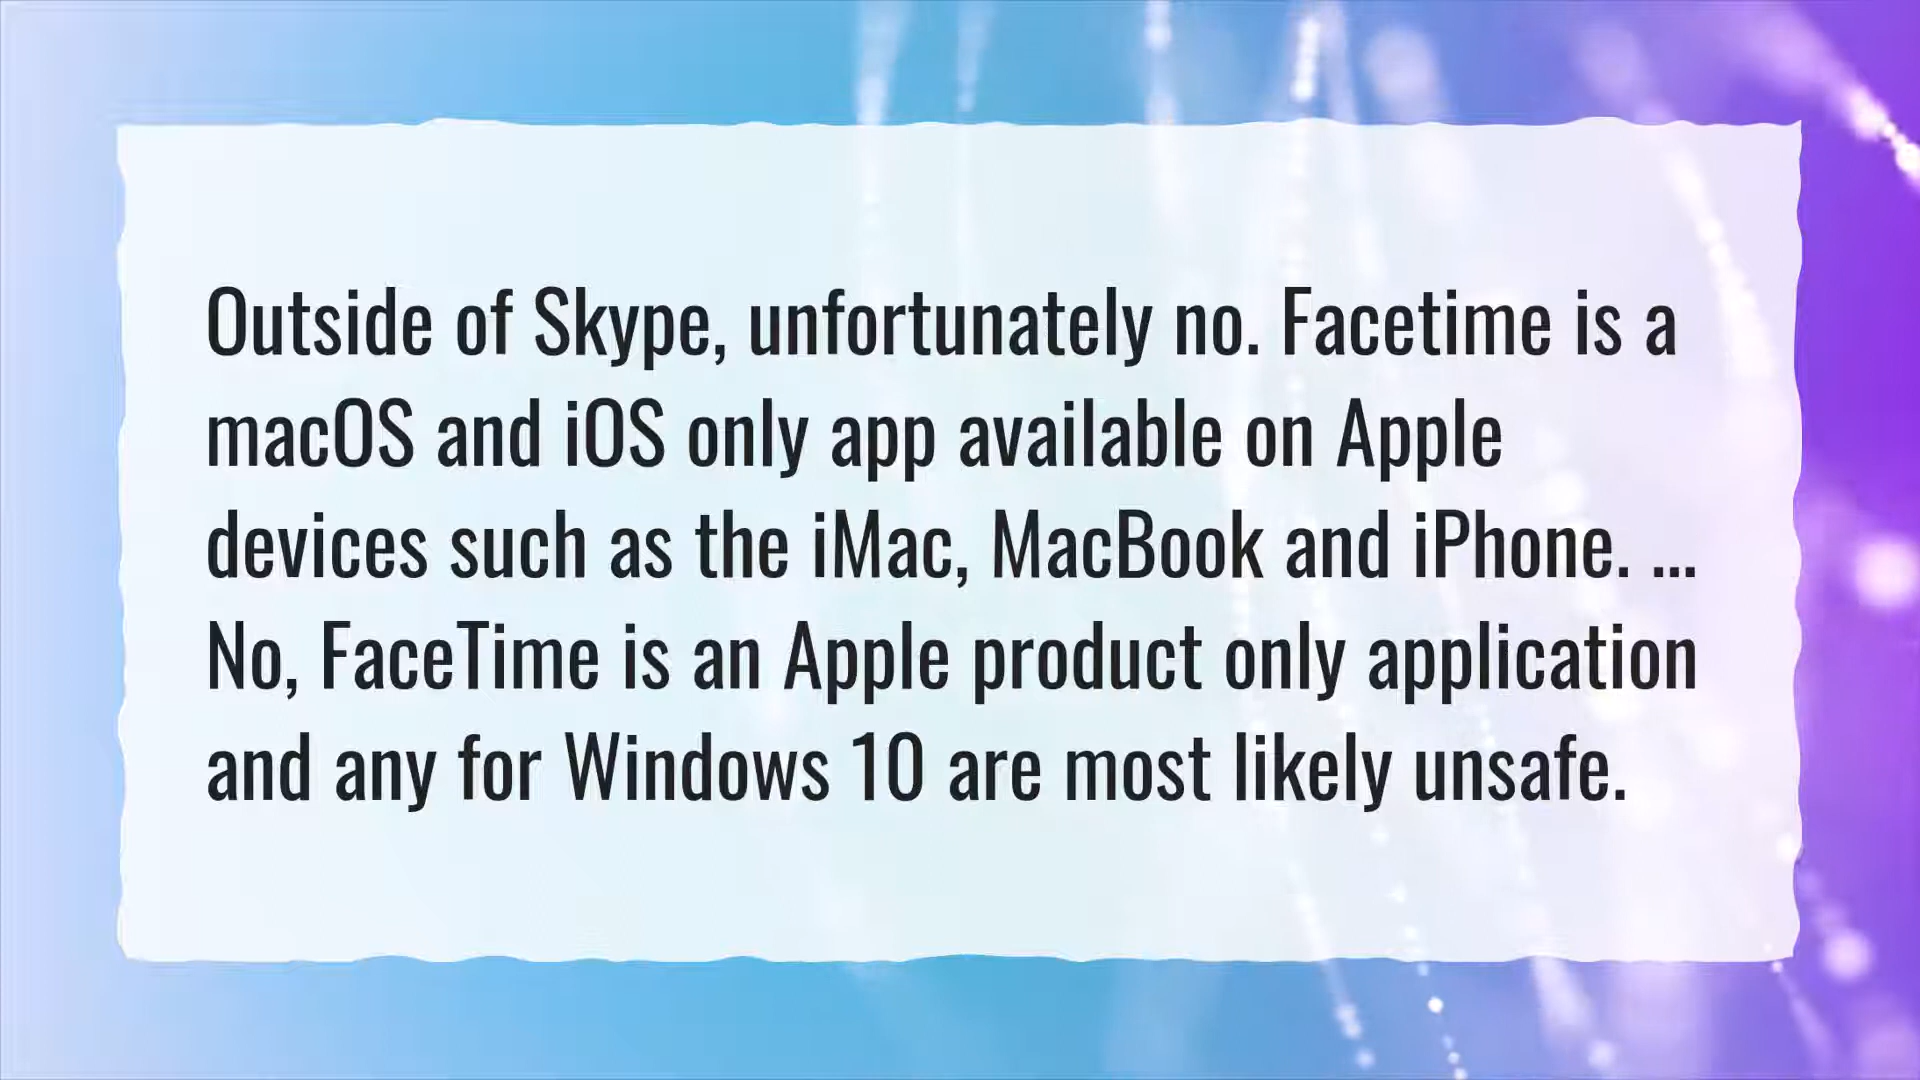 Outside of Skype, unfortunately no. Facetime is a
macOS and iOS only app available on Apple
devices such as the iMac, MacBook and iPhone. ...
No, FaceTime is an Apple product only application
and any for Windows 10 are most likely unsafe.